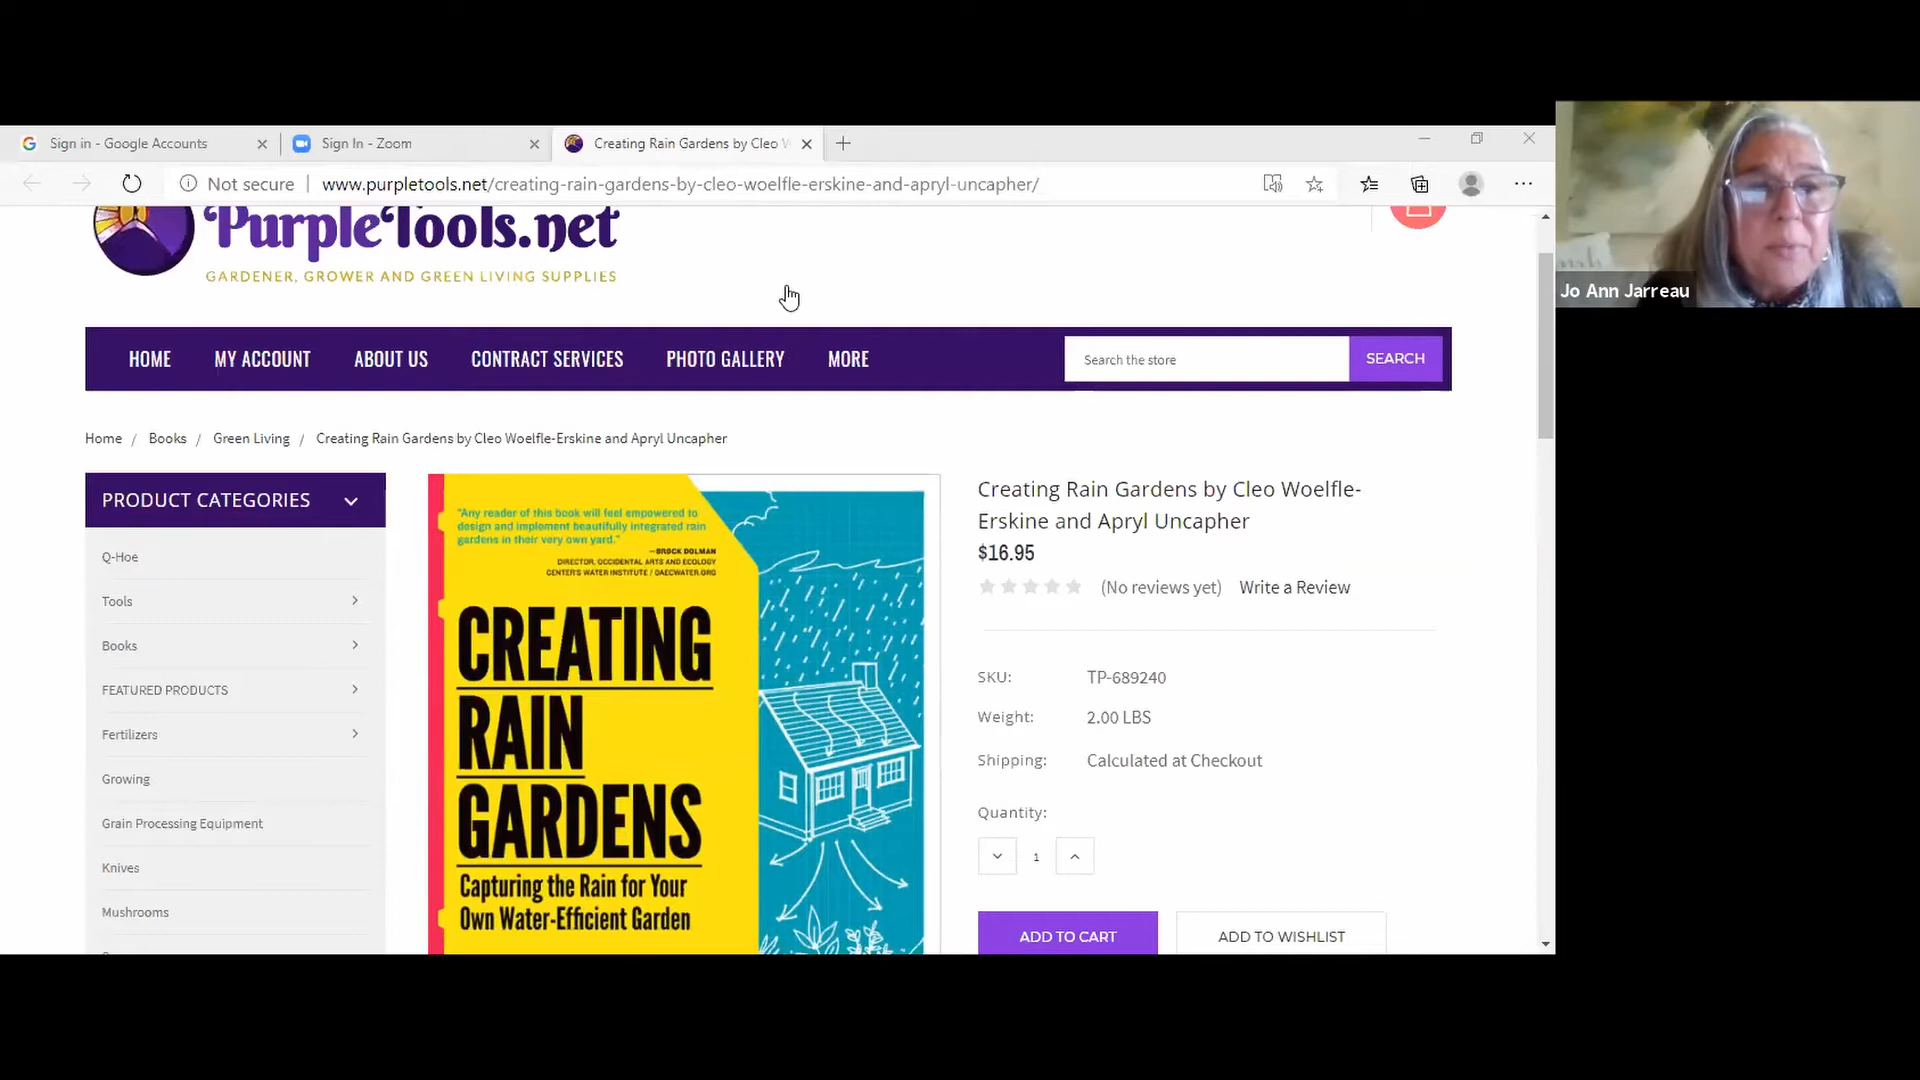 Sign in - Google Accounts
Sign In - Zoom
Creating Rain Gardens by Cleo W
Not secure
www.purpletools.net/creating-rain-gardens-by-cleo-woelfle-erskine-and-apryl-uncapher/
Jo Ann Jarreau
PurpleTools.net
GARDENER, GROWER AND GREEN LIVING SUPPLIES
HOME
MY ACCOUNT
ABOUT US
CONTRACT SERVICES
PHOTO GALLERY
MORE
Search the store
SEARCH
Home / Books / Green Living / Creating Rain Gardens by Cleo Woelfle-Erskine and Apryl Uncapher
PRODUCT CATEGORIES
Q-Hoe
Tools
Books
FEATURED PRODUCTS
Fertilizers
Growing
Grain Processing Equipment
Knives
Mushrooms
"Any reader of this book will feel empowered to
design and implement beautifully integrated rain
gardens in their very own yard."
—BROCK DOLMAN
DIRECTOR, OCCIDENTAL ARTS AND ECOLOGY
CENTER'S WATER INSTITUTE / OAECWATER.ORG
CREATING
RAIN
GARDENS
Capturing the Rain for Your
Own Water-Efficient Garden
Creating Rain Gardens by Cleo Woelfle-
Erskine and Apryl Uncapher
$16.95
(No reviews yet) Write a Review
SKU: TP-689240
Weight: 2.00 LBS
Shipping: Calculated at Checkout
Quantity:
1
ADD TO CART
ADD TO WISHLIST